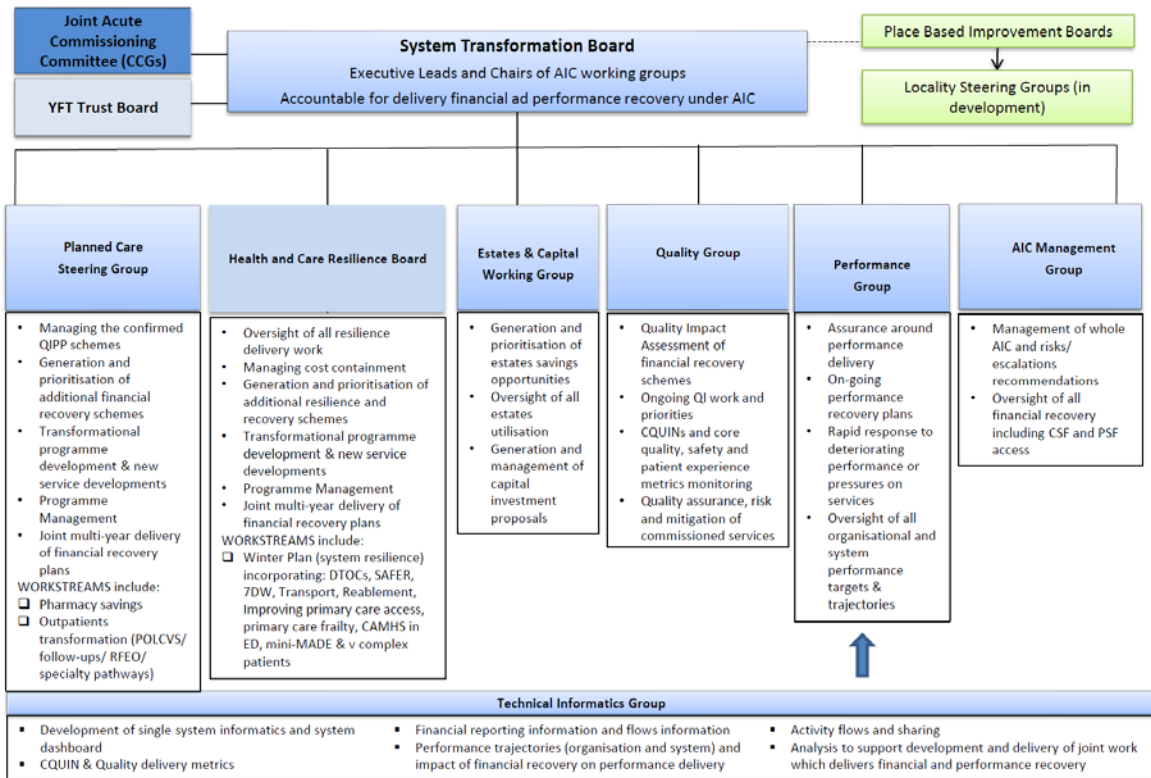 Joint Acute
Commissioning
Committee (CCGs)
YFT Trust Board
System Transformation Board
Executive Leads and Chairs of AIC working groups
Accountable for delivery financial ad performance recovery under AIC
Place Based Improvement Boards
Locality Steering Groups (in
development)
Planned Care
Steering Group
• Managing the confirmed
QIPP schemes
• Generation and
prioritisation of
additional financial
recovery schemes
• Transformational
programme
development & new
service developments
• Programme
Management
• Joint multi-year delivery
of financial recovery
plans
WORKSTREAMS include:
❑ Pharmacy savings
❑ Outpatients
transformation (POLCVS/
follow-ups/ RFEO/
specialty pathways)
Health and Care Resilience Board
• Oversight of all resilience
delivery work
• Managing cost containment
• Generation and prioritisation of
additional resilience and
recovery schemes
• Transformational programme
development & new service
developments
• Programme Management
• Joint multi-year delivery of
financial recovery plans
WORKSTREAMS include:
❑ Winter Plan (system resilience)
incorporating: DTOCs, SAFER,
7DW, Transport, Reablement,
Improving primary care access,
primary care frailty, CAMHS in
ED, mini-MADE & v complex
patients
Estates & Capital
Working Group
• Generation and
prioritisation of
estates savings
opportunities
• Oversight of all
estates
utilisation
• Generation and
management of
capital
investment
proposals
Quality Group
• Quality Impact
Assessment of
financial recovery
schemes
• Ongoing QI work and
priorities
• CQUINs and core
quality, safety and
patient experience
metrics monitoring
• Quality assurance, risk
and mitigation of
commissioned services
Performance
Group
• Assurance around
performance
delivery
• On-going
performance
recovery plans
• Rapid response to
deteriorating
performance or
pressures on
services
• Oversight of all
organisational and
system
performance
targets &
trajectories
AIC Management
Group
• Management of whole
AIC and risks/
escalations
recommendations
• Oversight of all
financial recovery
including CSF and PSF
access
Technical Informatics Group
▪ Development of single system informatics and system
dashboard
▪ CQUIN & Quality delivery metrics
▪ Financial reporting information and flows information
▪ Performance trajectories (organisation and system) and
impact of financial recovery on performance delivery
▪ Activity flows and sharing
▪ Analysis to support development and delivery of joint work
which delivers financial and performance recovery